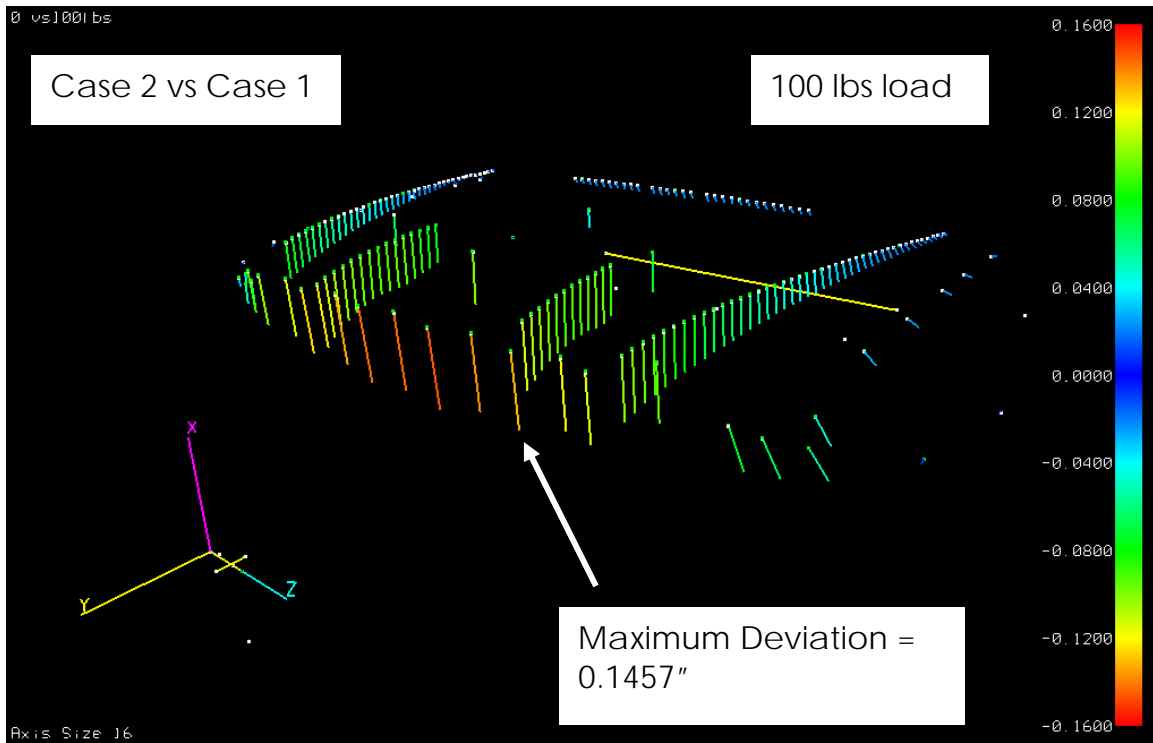 0 vs100lbs
Case 2 vs Case 1
100 lbs load
0.1600
0.1200
0.0800
0.0400
0.0000
-0.0400
-0.0800
-0.1200
-0.1600
X
Y
Z
Maximum Deviation =
0.1457”
Axis Size 16